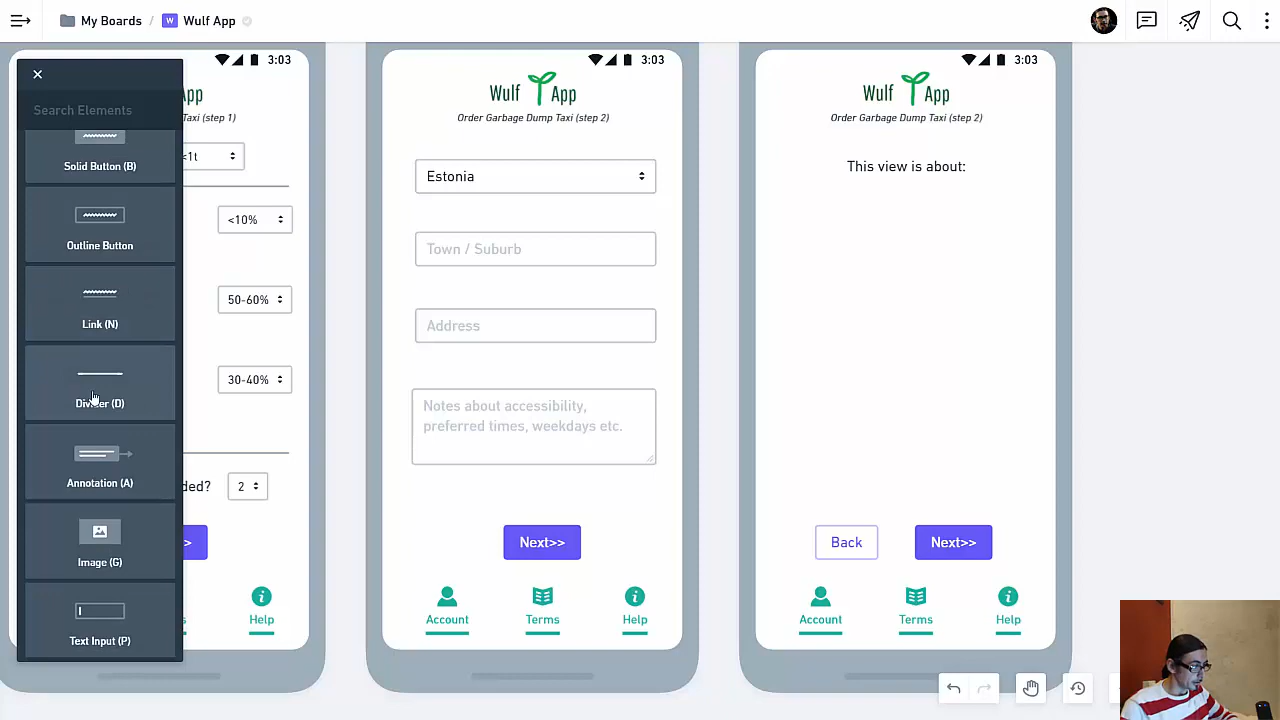 My Boards / W Wulf App
Search Elements
Solid Button (B)
Outline Button
Link (N)
Divider (D)
Annotation (A)
Image (G)
Text Input (P)
3:03
App
Taxi (step 1)
<1t
<10%
50-60%
30-40%
ded? 2
>
s
Help
3:03
Wulf App
Order Garbage Dump Taxi (step 2)
Estonia
Town / Suburb
Address
Notes about accessibility,
preferred times, weekdays etc.
Next>>
Account Terms Help
3:03
Wulf App
Order Garbage Dump Taxi (step 2)
This view is about:
Back Next>>
Account Terms Help